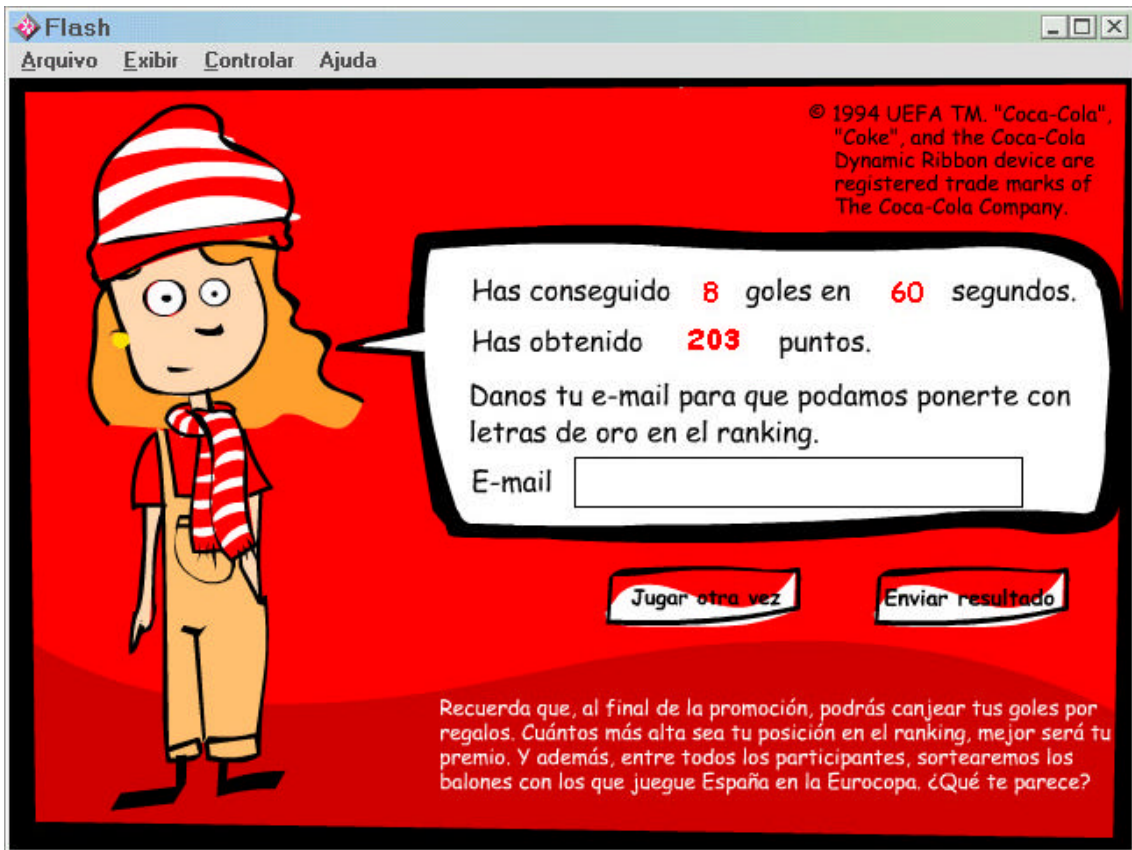 Flash
Arquivo Exibir Controlar Ajuda
© 1994 UEFA TM. "Coca-Cola",
"Coke", and the Coca-Cola
Dynamic Ribbon device are
registered trade marks of
The Coca-Cola Company.
Has conseguido 8 goles en 60 segundos.
Has obtenido 203 puntos.
Danos tu e-mail para que podamos ponerte con
letras de oro en el ranking.
E-mail
Jugar otra vez Enviar resultado
Recuerda que, al final de la promoción, podrás canjear tus goles por
regalos. Cuántos más alta sea tu posición en el ranking, mejor será tu
premio. Y además, entre todos los participantes, sortearemos los
balones con los que juegue España en la Eurocopa. ¿Qué te parece?